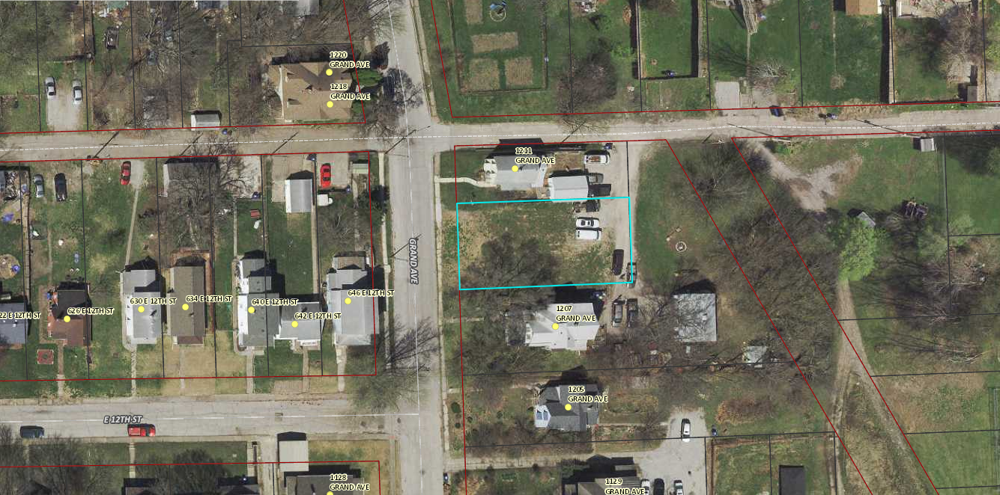 1220
GRAND AVE
1218
GRAND AVE
1211
GRAND AVE
GRAND AVE
22 E 12TH ST
626 E 12TH ST
630 E 12TH ST
634 E 12TH ST
640 E 12TH ST
642 E 12TH ST
646 E 12TH ST
1207
GRAND AVE
1205
GRAND AVE
E 12TH ST
1128
GRAND AVE
1129
GRAND AVE